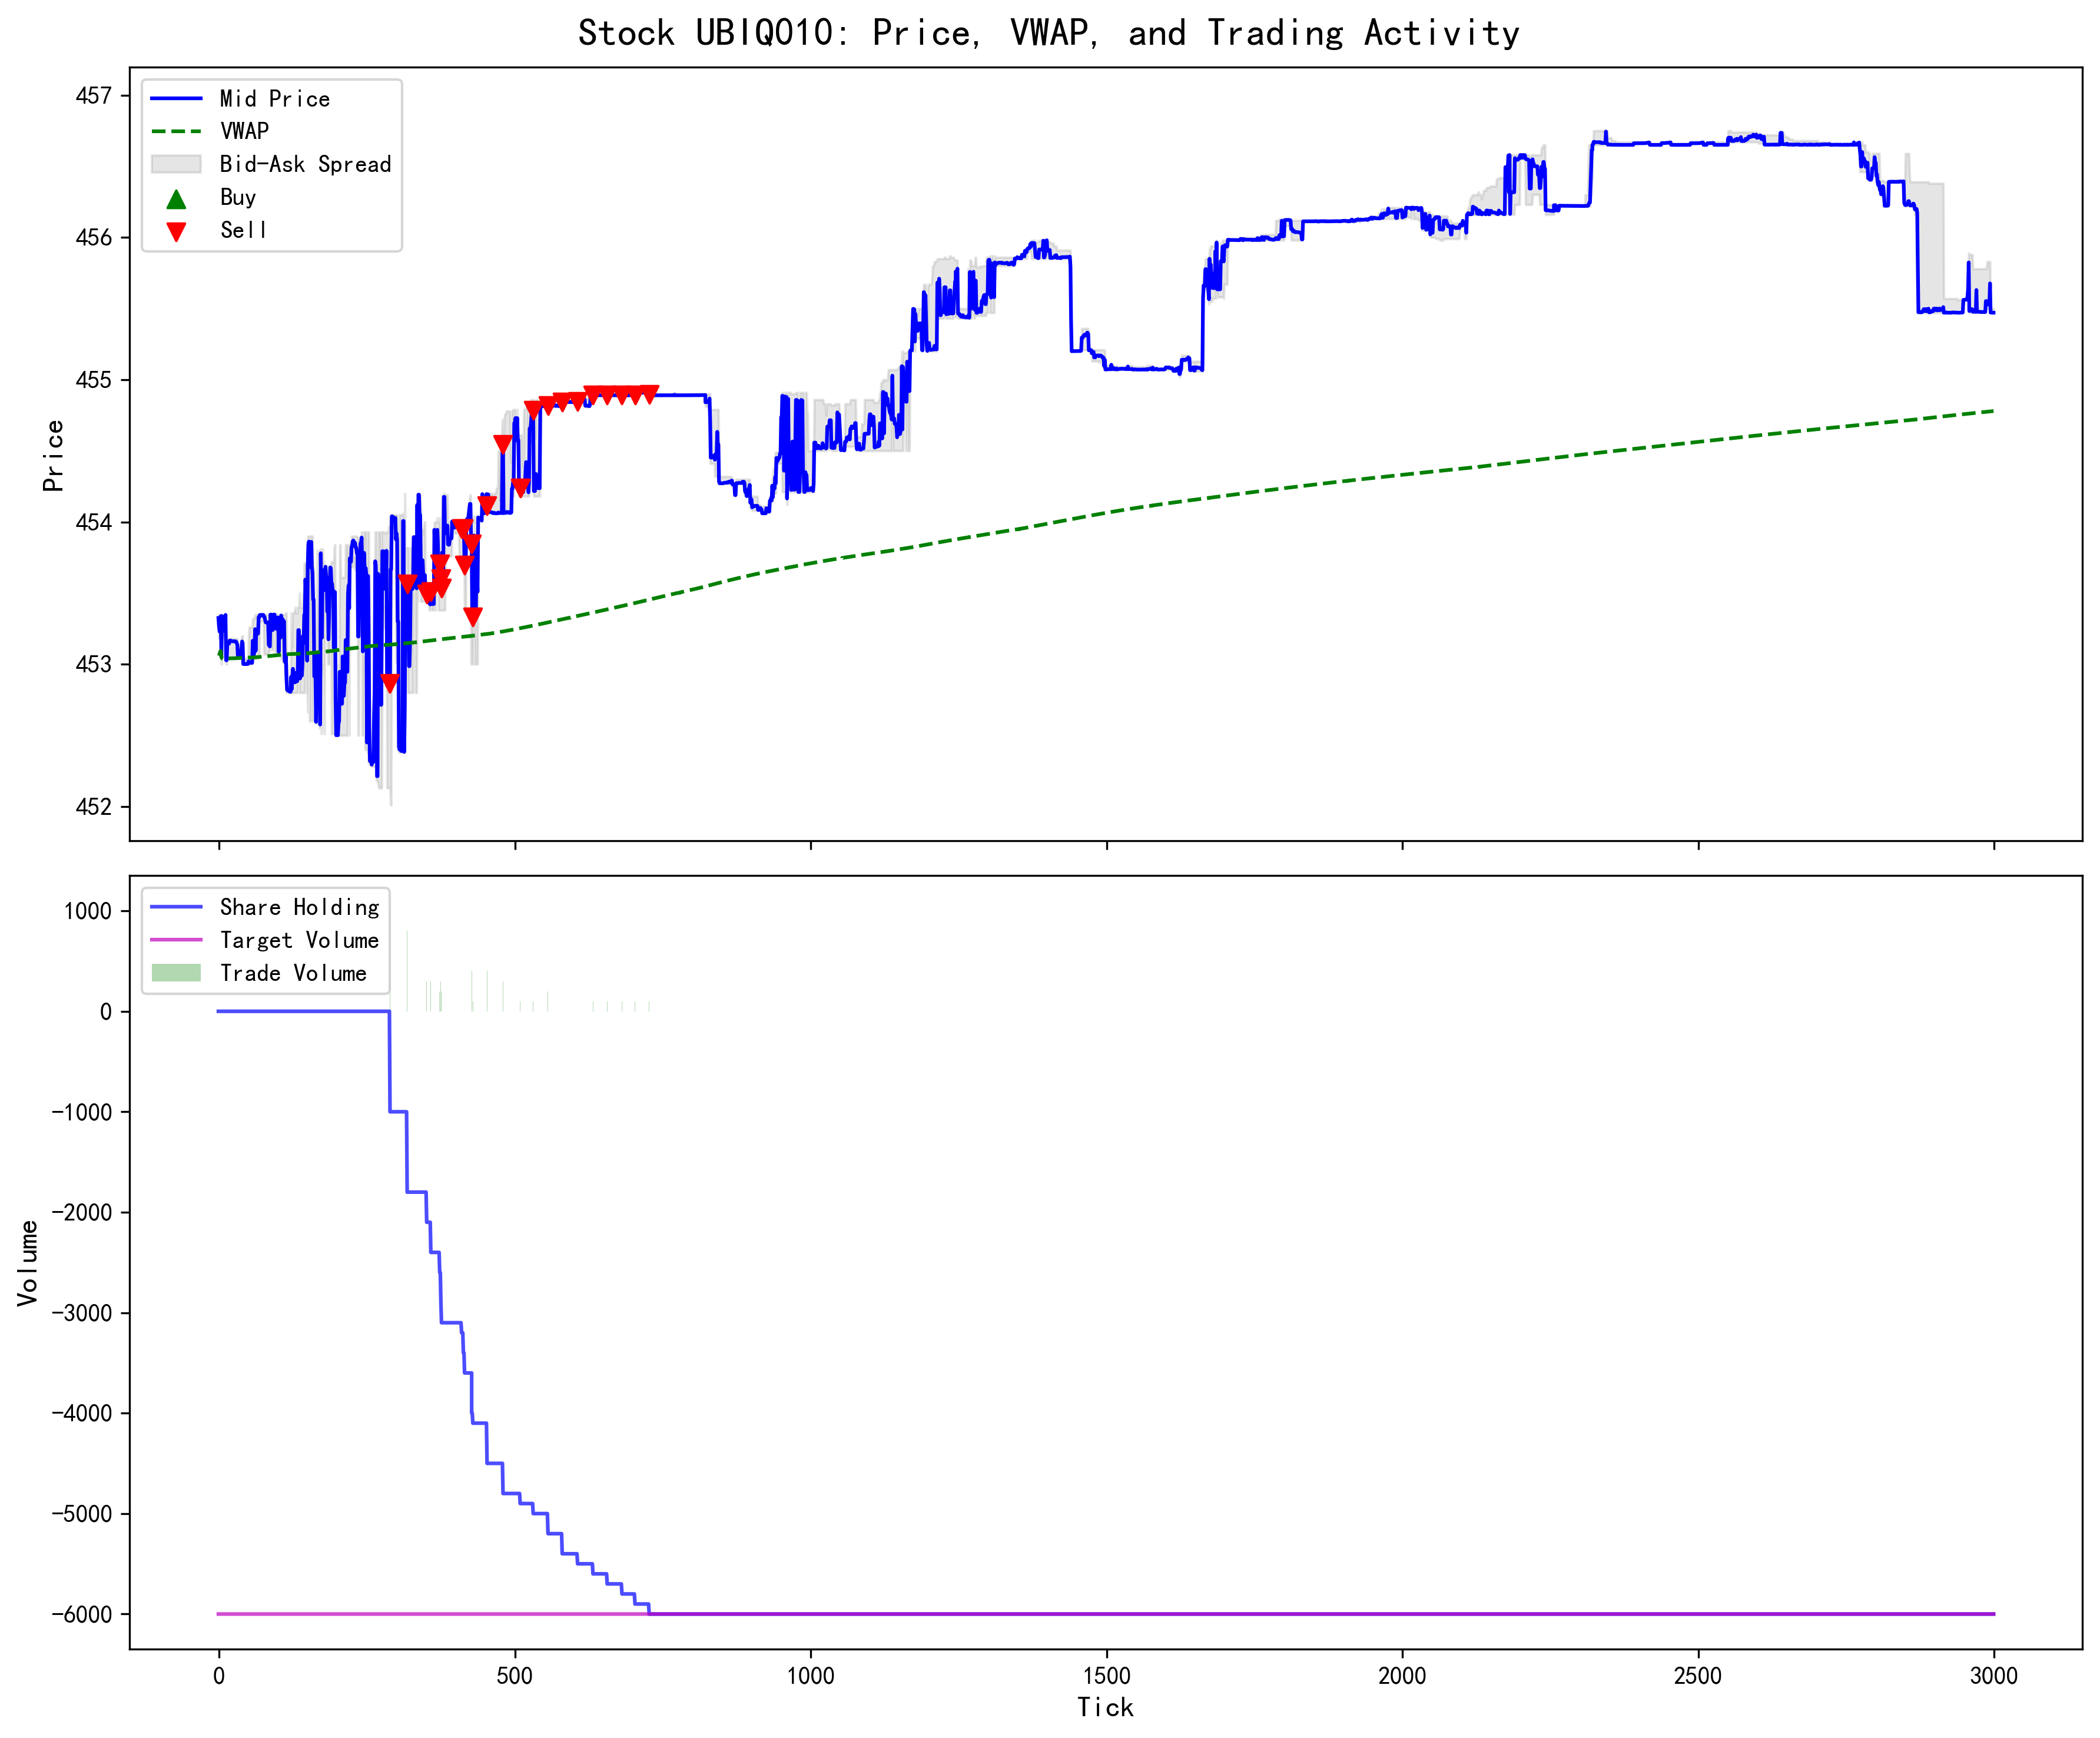 Stock UBIQ010: Price, VWAP, and Trading Activity
457
456
455
454
453
452
Price
Mid Price
VWAP
Bid-Ask Spread
Buy
Sell
1000
0
-1000
-2000
-3000
-4000
-5000
-6000
Volume
Share Holding
Target Volume
Trade Volume
0
500
1000
1500
2000
2500
3000
Tick